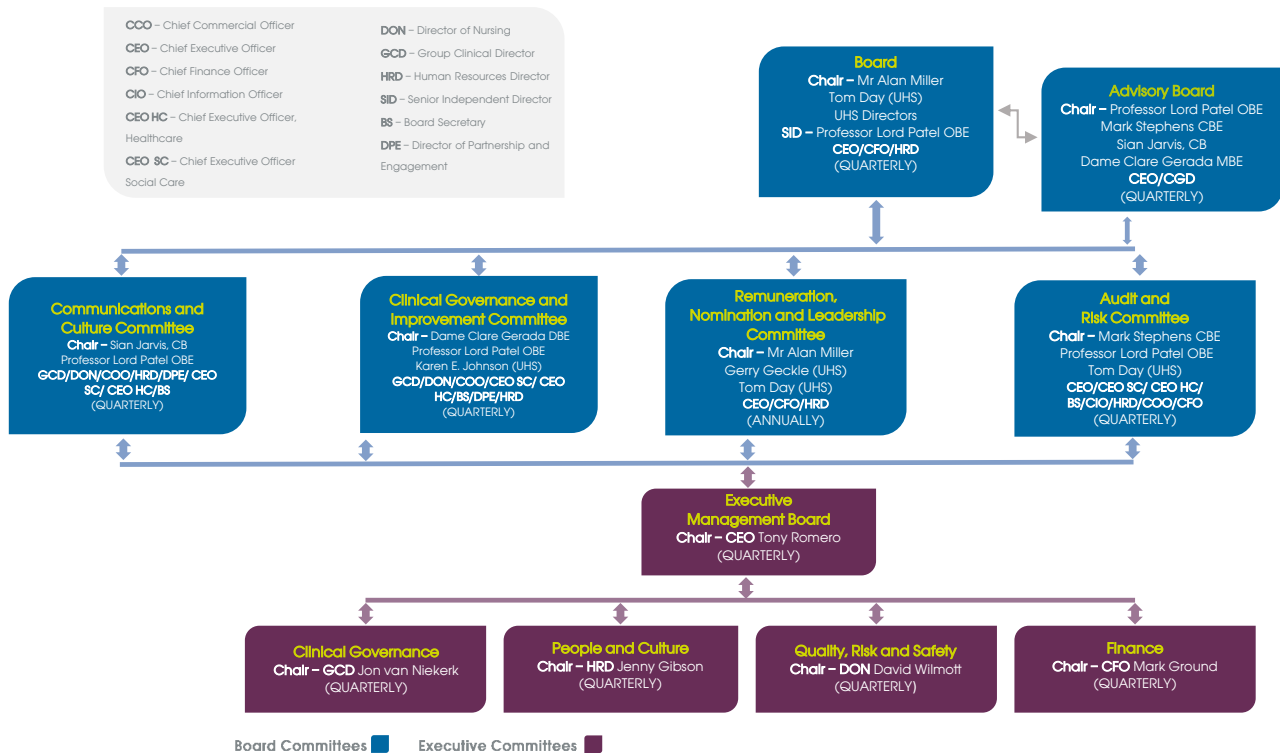 CCO – Chief Commercial Officer
CEO – Chief Executive Officer
CFO – Chief Finance Officer
CIO – Chief Information Officer
CEO HC – Chief Executive Officer,
Healthcare
CEO SC – Chief Executive Officer
Social Care
DON – Director of Nursing
GCD – Group Clinical Director
HRD – Human Resources Director
SID – Senior Independent Director
BS – Board Secretary
DPE – Director of Partnership and
Engagement
Board
Chair – Mr Alan Miller
Tom Day (UHS)
UHS Directors
SID – Professor Lord Patel OBE
CEO/CFO/HRD
(QUARTERLY)
Advisory Board
Chair – Professor Lord Patel OBE
Mark Stephens CBE
Sian Jarvis, CB
Dame Clare Gerada MBE
CEO/CGD
(QUARTERLY)
Communications and
Culture Committee
Chair – Sian Jarvis, CB
Professor Lord Patel OBE
GCD/DON/COO/HRD/DPE/ CEO
SC/ CEO HC/BS
(QUARTERLY)
Clinical Governance and
Improvement Committee
Chair – Dame Clare Gerada DBE
Professor Lord Patel OBE
Karen E. Johnson (UHS)
GCD/DON/COO/CEO SC/ CEO
HC/BS/DPE/HRD
(QUARTERLY)
Remuneration,
Nomination and Leadership
Committee
Chair – Mr Alan Miller
Gerry Geckle (UHS)
Tom Day (UHS)
CEO/CFO/HRD
(ANNUALLY)
Audit and
Risk Committee
Chair – Mark Stephens CBE
Professor Lord Patel OBE
Tom Day (UHS)
CEO/CEO SC/ CEO HC/
BS/CIO/HRD/COO/CFO
(QUARTERLY)
Executive
Management Board
Chair – CEO Tony Romero
(QUARTERLY)
Clinical Governance
Chair – GCD Jon van Niekerk
(QUARTERLY)
People and Culture
Chair – HRD Jenny Gibson
(QUARTERLY)
Quality, Risk and Safety
Chair – DON David Wilmott
(QUARTERLY)
Finance
Chair – CFO Mark Ground
(QUARTERLY)
Board Committees
Executive Committees